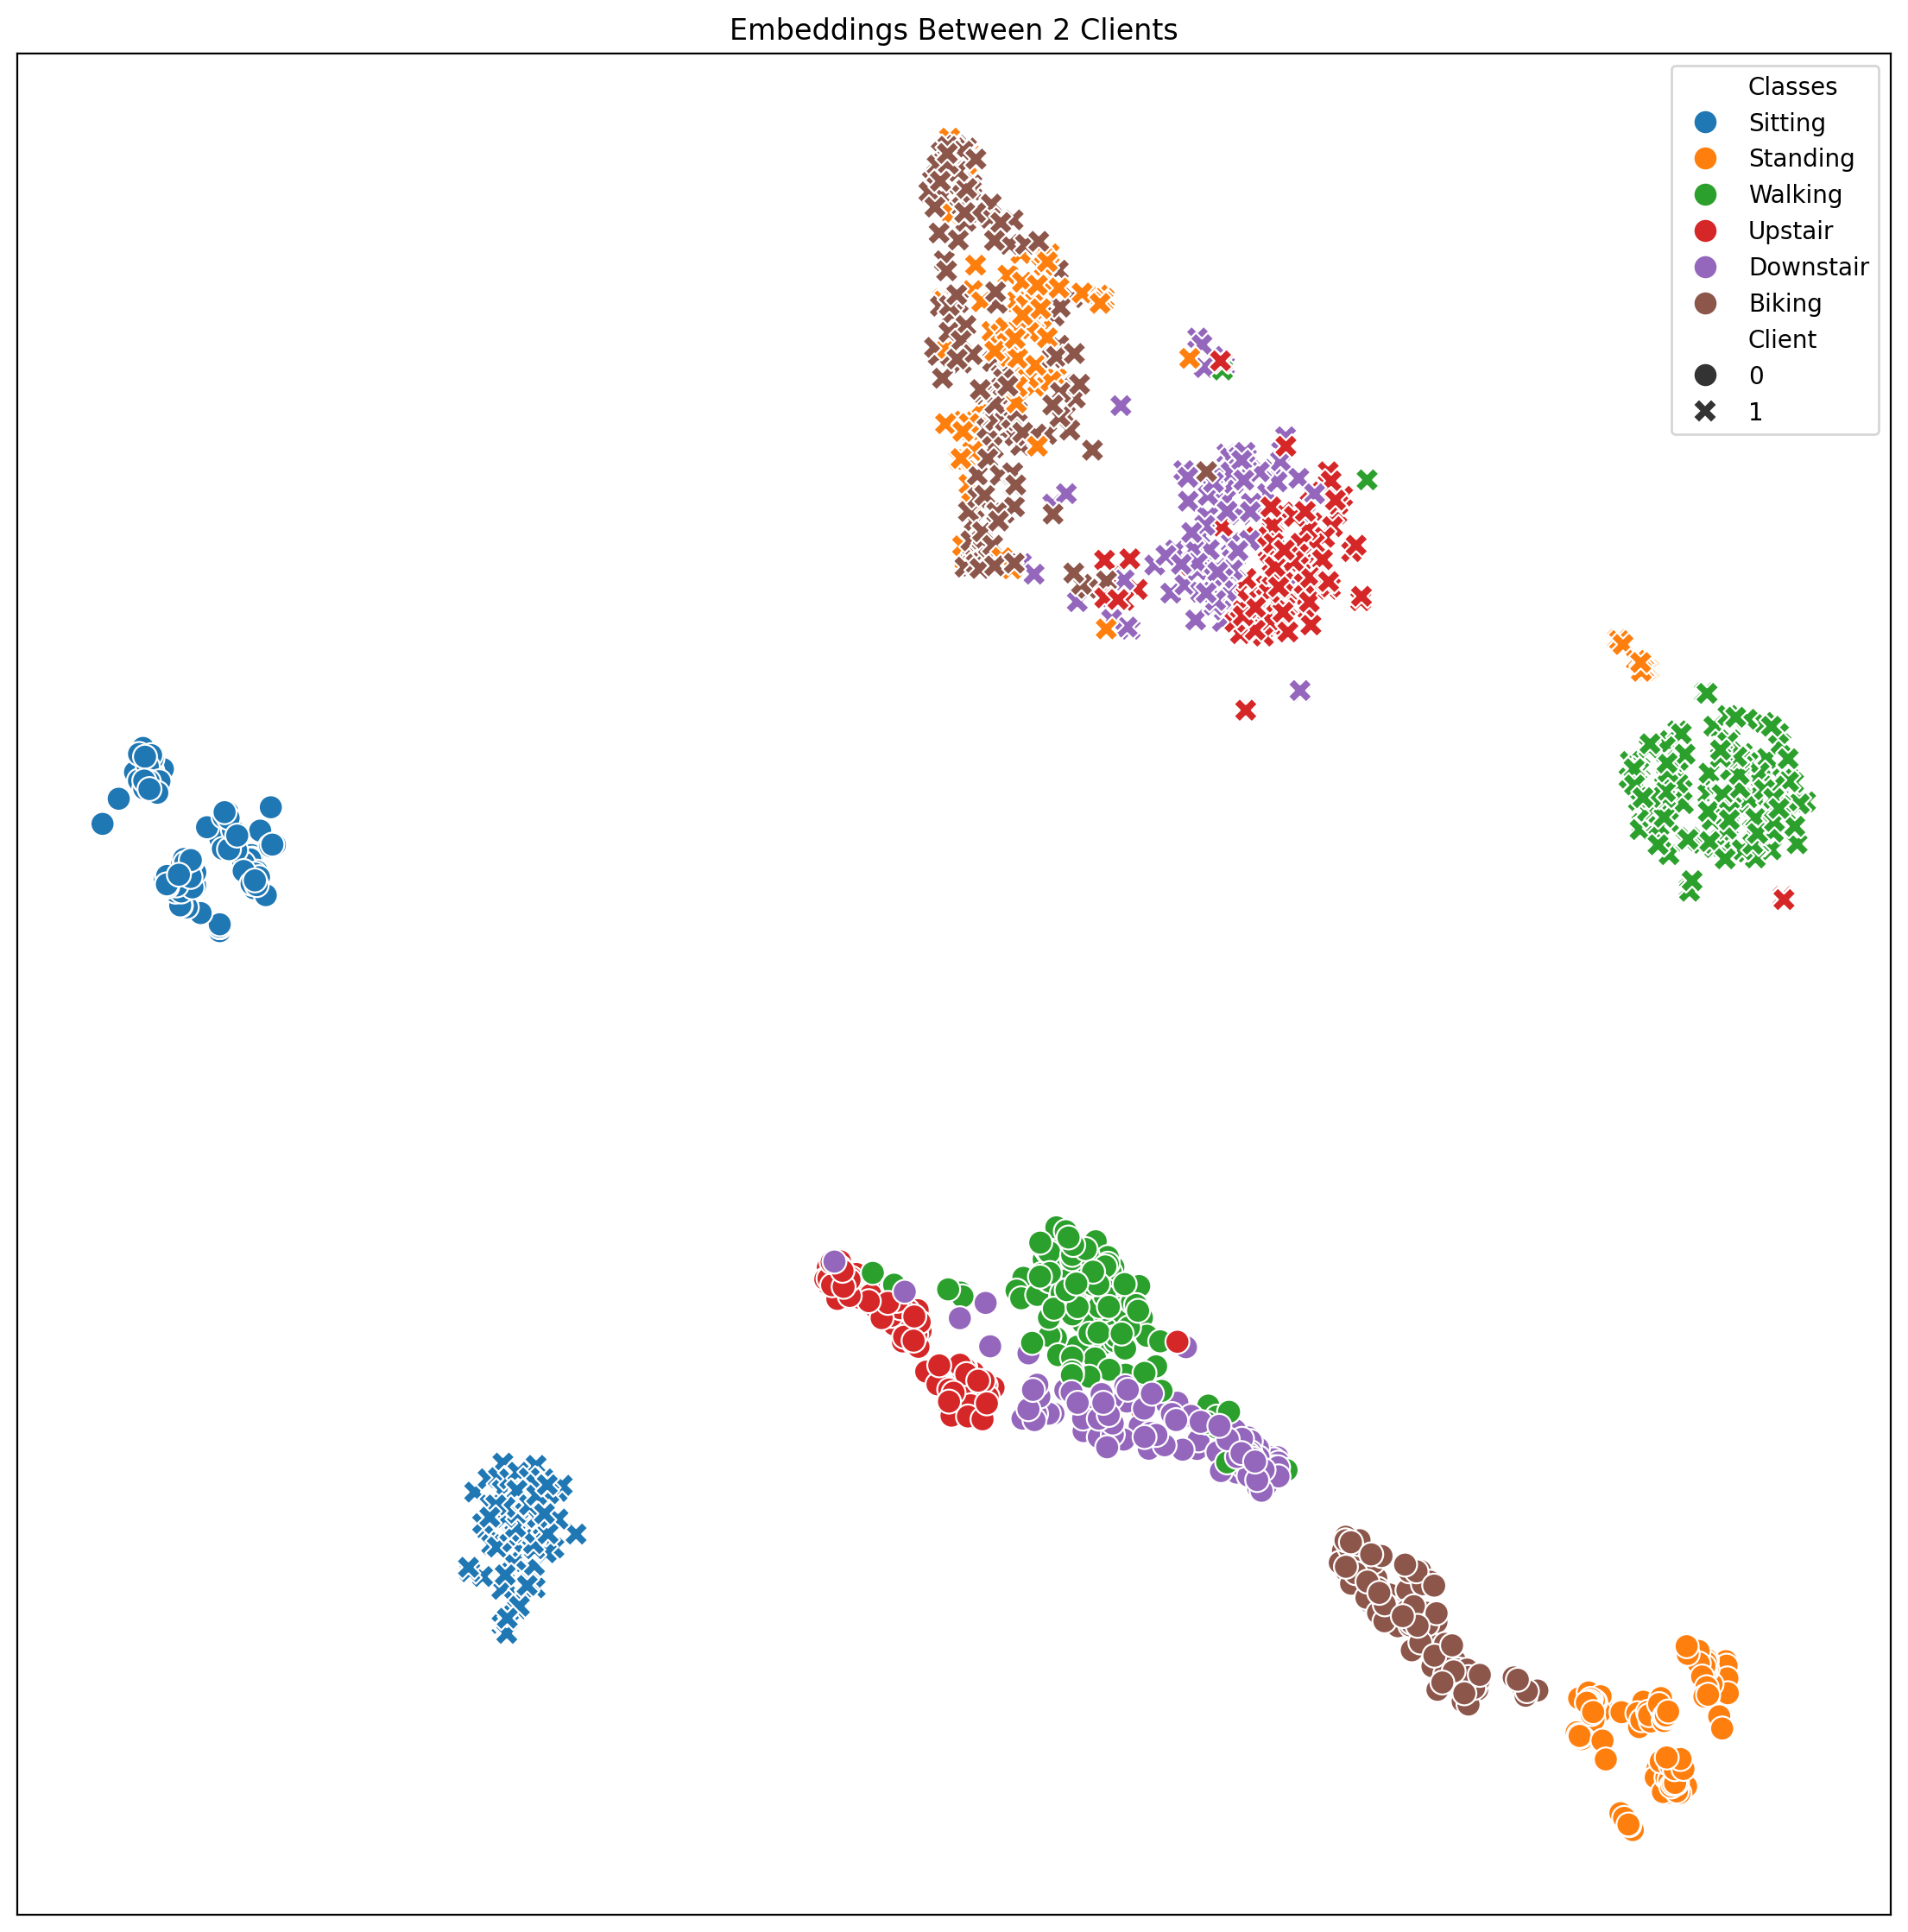 Embeddings Between 2 Clients
Classes
Sitting
Standing
Walking
Upstair
Downstair
Biking
Client
0
1